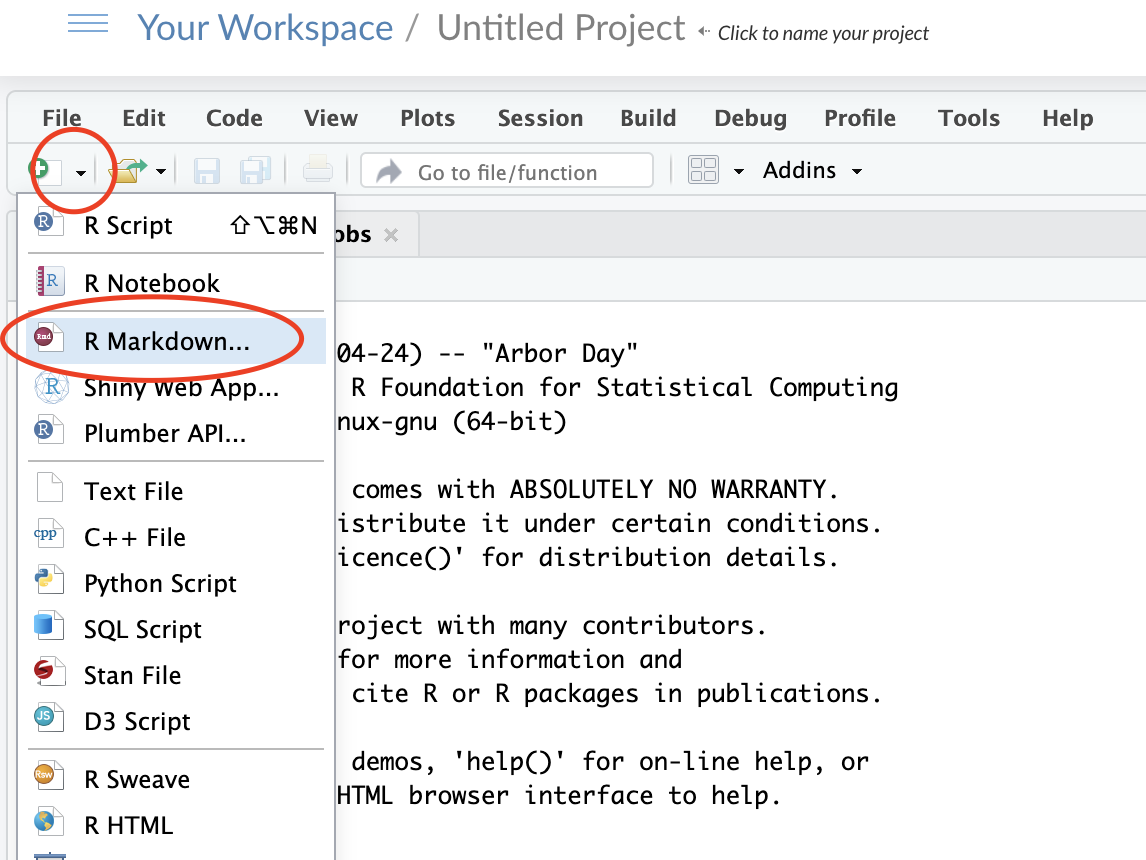 Your Workspace / Untitled Project Click to name your project
File Edit Code View Plots Session Build Debug Profile Tools Help
Go to file/function Addins
R Script ⇧⌥⌘N
obs
R Notebook
R Markdown...
04-24) -- "Arbor Day"
Shiny Web App...
R Foundation for Statistical Computing
nux-gnu (64-bit)
Plumber API...
Text File
comes with ABSOLUTELY NO WARRANTY.
istribute it under certain conditions.
C++ File
icence()' for distribution details.
Python Script
SQL Script
roject with many contributors.
for more information and
Stan File
cite R or R packages in publications.
D3 Script
demos, 'help()' for on-line help, or
R Sweave
HTML browser interface to help.
R HTML